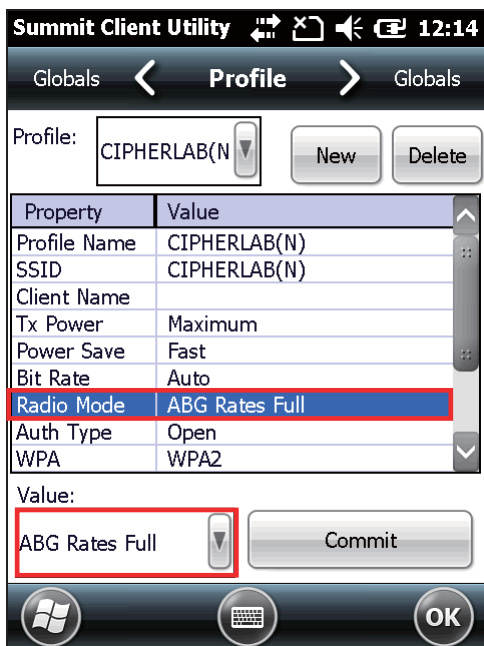 Summit Client Utility 12:14
Globals Profile Globals
Profile: CIPHERLAB(N New Delete
Property Value
Profile Name CIPHERLAB(N)
SSID CIPHERLAB(N)
Client Name
Tx Power Maximum
Power Save Fast
Bit Rate Auto
Radio Mode ABG Rates Full
Auth Type Open
WPA WPA2
Value:
ABG Rates Full Commit
OK